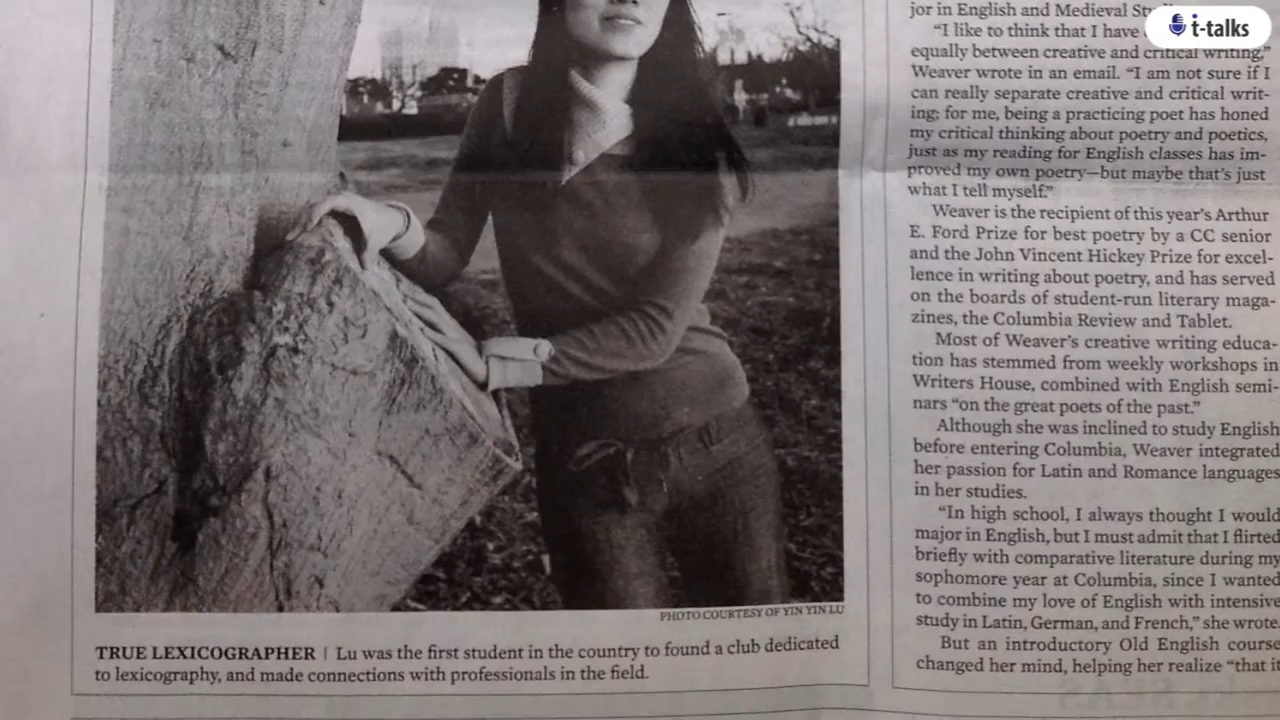 PHOTO COURTESY OF YIN YIN LU
TRUE LEXICOGRAPHER | Lu was the first student in the country to found a club dedicated
to lexicography, and made connections with professionals in the field.
jor in English and Medieval
“I like to think that I have
equally between creative and critical writing,”
Weaver wrote in an email. “I am not sure if I
can really separate creative and critical writ-
ing; for me, being a practicing poet has honed
my critical thinking about poetry and poetics,
just as my reading for English classes has im-
proved my own poetry—but maybe that’s just
what I tell myself.”
Weaver is the recipient of this year’s Arthur
E. Ford Prize for best poetry by a CC senior
and the John Vincent Hickey Prize for excel-
lence in writing about poetry, and has served
on the boards of student-run literary maga-
zines, the Columbia Review and Tablet.
Most of Weaver’s creative writing educa-
tion has stemmed from weekly workshops in
Writers House, combined with English semi-
nars “on the great poets of the past.”
Although she was inclined to study English
before entering Columbia, Weaver integrated
her passion for Latin and Romance languages
in her studies.
“In high school, I always thought I would
major in English, but I must admit that I flirted
briefly with comparative literature during my
sophomore year at Columbia, since I wanted
to combine my love of English with intensive
study in Latin, German, and French,” she wrote.
But an introductory Old English course
changed her mind, helping her realize “that it
t-talks